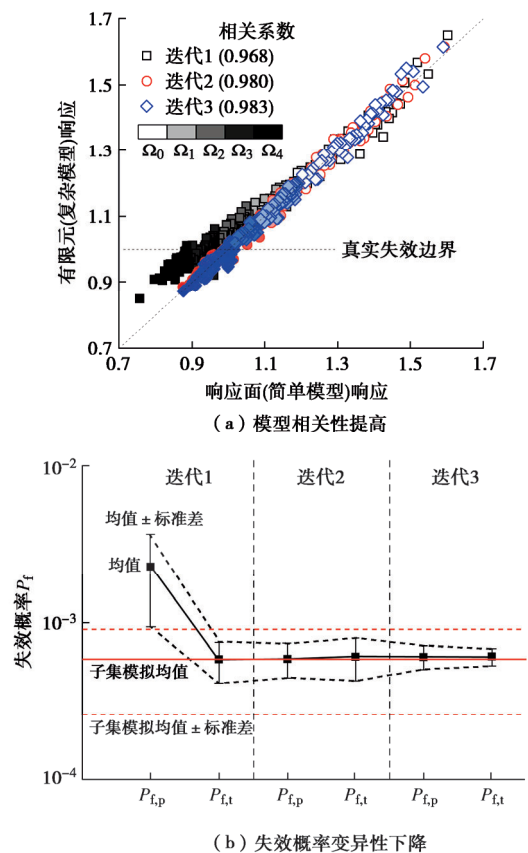 1.7
相关系数
迭代1 (0.968)
迭代2 (0.980)
迭代3 (0.983)
1.5
Ω0 Ω1 Ω2 Ω3 Ω4
1.3
有限元(复杂模型)响应
1.1
真实失效边界
0.9
0.7
0.7 0.9 1.1 1.3 1.5 1.7
响应面(简单模型)响应
(a)模型相关性提高
10⁻²
迭代1 迭代2 迭代3
均值 ± 标准差
均值
失效概率Pf
10⁻³
子集模拟均值
子集模拟均值 ± 标准差
10⁻⁴
Pf,p Pf,t Pf,p Pf,t Pf,p Pf,t
(b)失效概率变异性下降